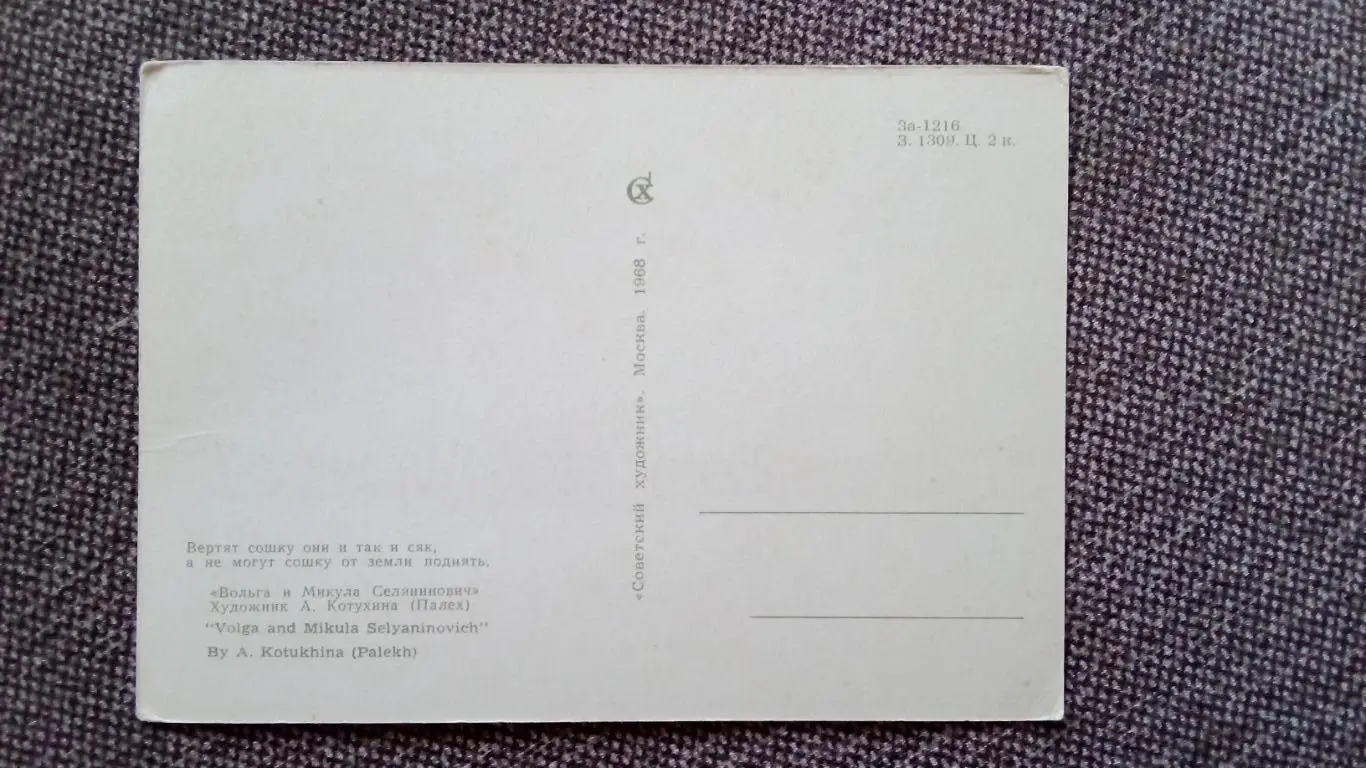 За-1216
З. 1309. Ц. 2 к.
СХ
«Советский художник». Москва. 1968 г.
Вертят сошку они и так и сяк,
а не могут сошку от земли поднять.
«Вольга и Микула Селянинович»
Художник А. Котухина (Палех)
"Volga and Mikula Selyaninovich"
By A. Kotukhina (Palekh)